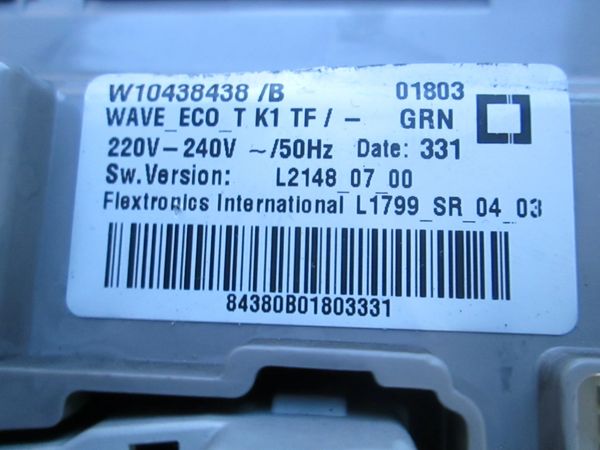 W10438438 /B 01803
WAVE_ECO_T K1 TF / - GRN
220V-240V ~/50Hz Date: 331
Sw.Version: L2148_07_00
Flextronics International L1799_SR_04_03
84380B01803331